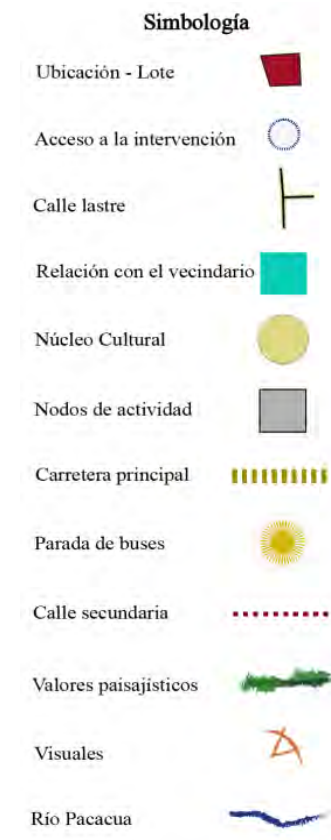 Simbología
Ubicación - Lote
Acceso a la intervención
Calle lastre
Relación con el vecindario
Núcleo Cultural
Nodos de actividad
Carretera principal
Parada de buses
Calle secundaria
Valores paisajísticos
Visuales
Río Pacacua